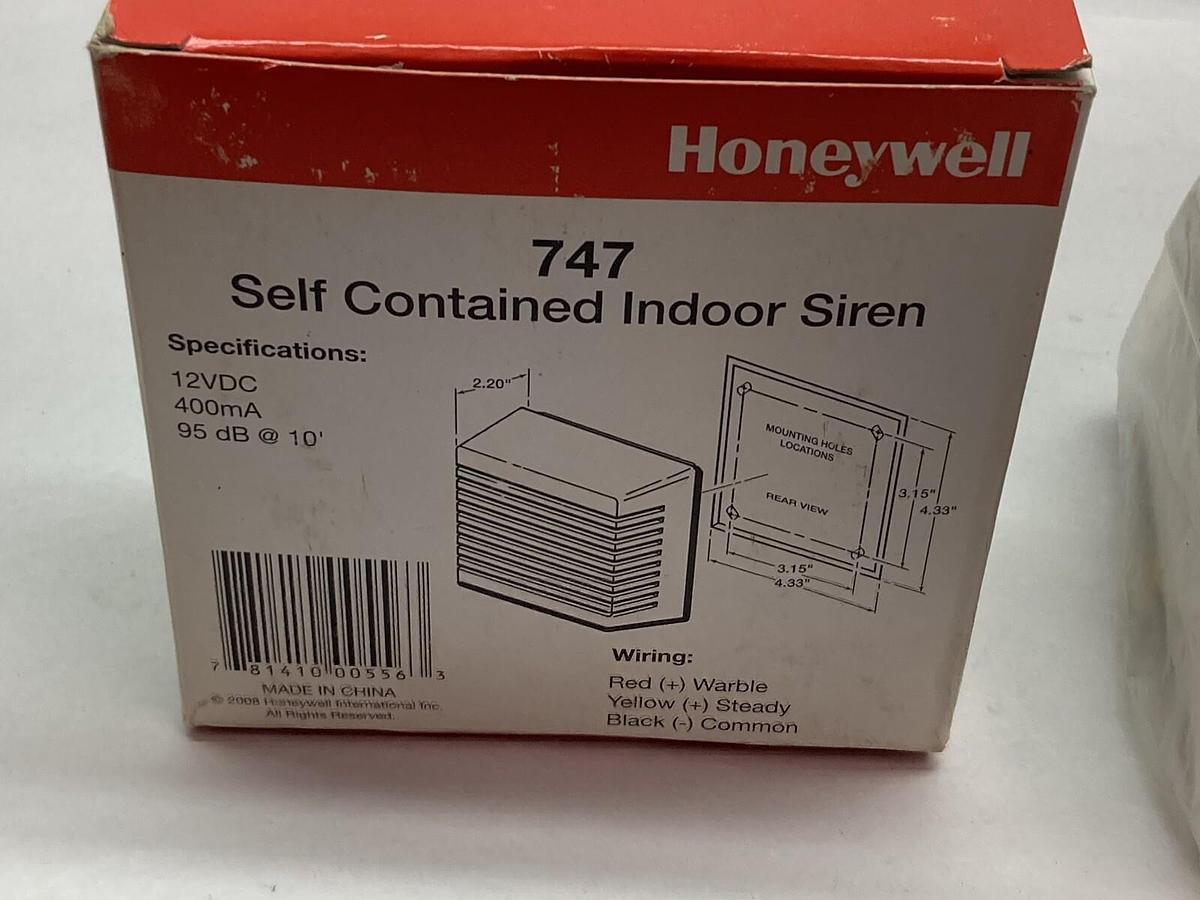 Honeywell
747
Self Contained Indoor Siren
Specifications:
12VDC
400mA
95 dB @ 10'
2.20"
MOUNTING HOLES
LOCATIONS
REAR VIEW
3.15"
4.33"
3.15"
4.33"
7 81410 00556 3
MADE IN CHINA
© 2008 Honeywell International Inc.
All Rights Reserved.
Wiring:
Red (+) Warble
Yellow (+) Steady
Black (-) Common